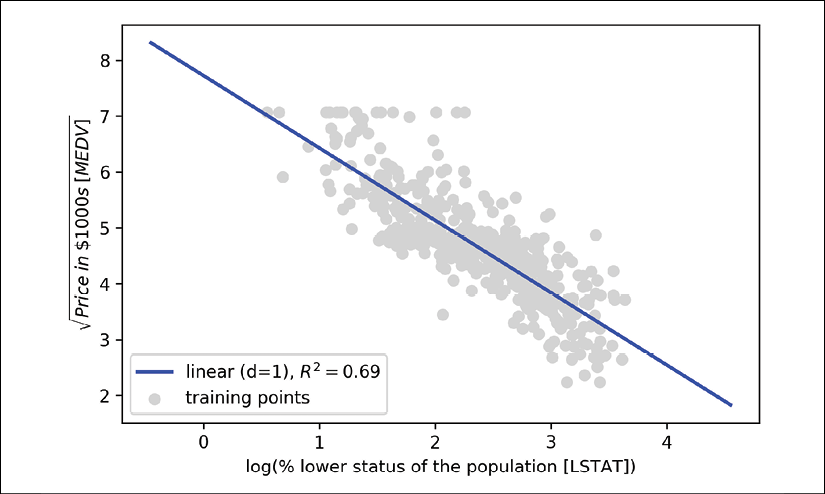 8
7
6
5
4
3
2
√Price in $1000s [MEDV]
linear (d=1), R² = 0.69
training points
0 1 2 3 4
log(% lower status of the population [LSTAT])